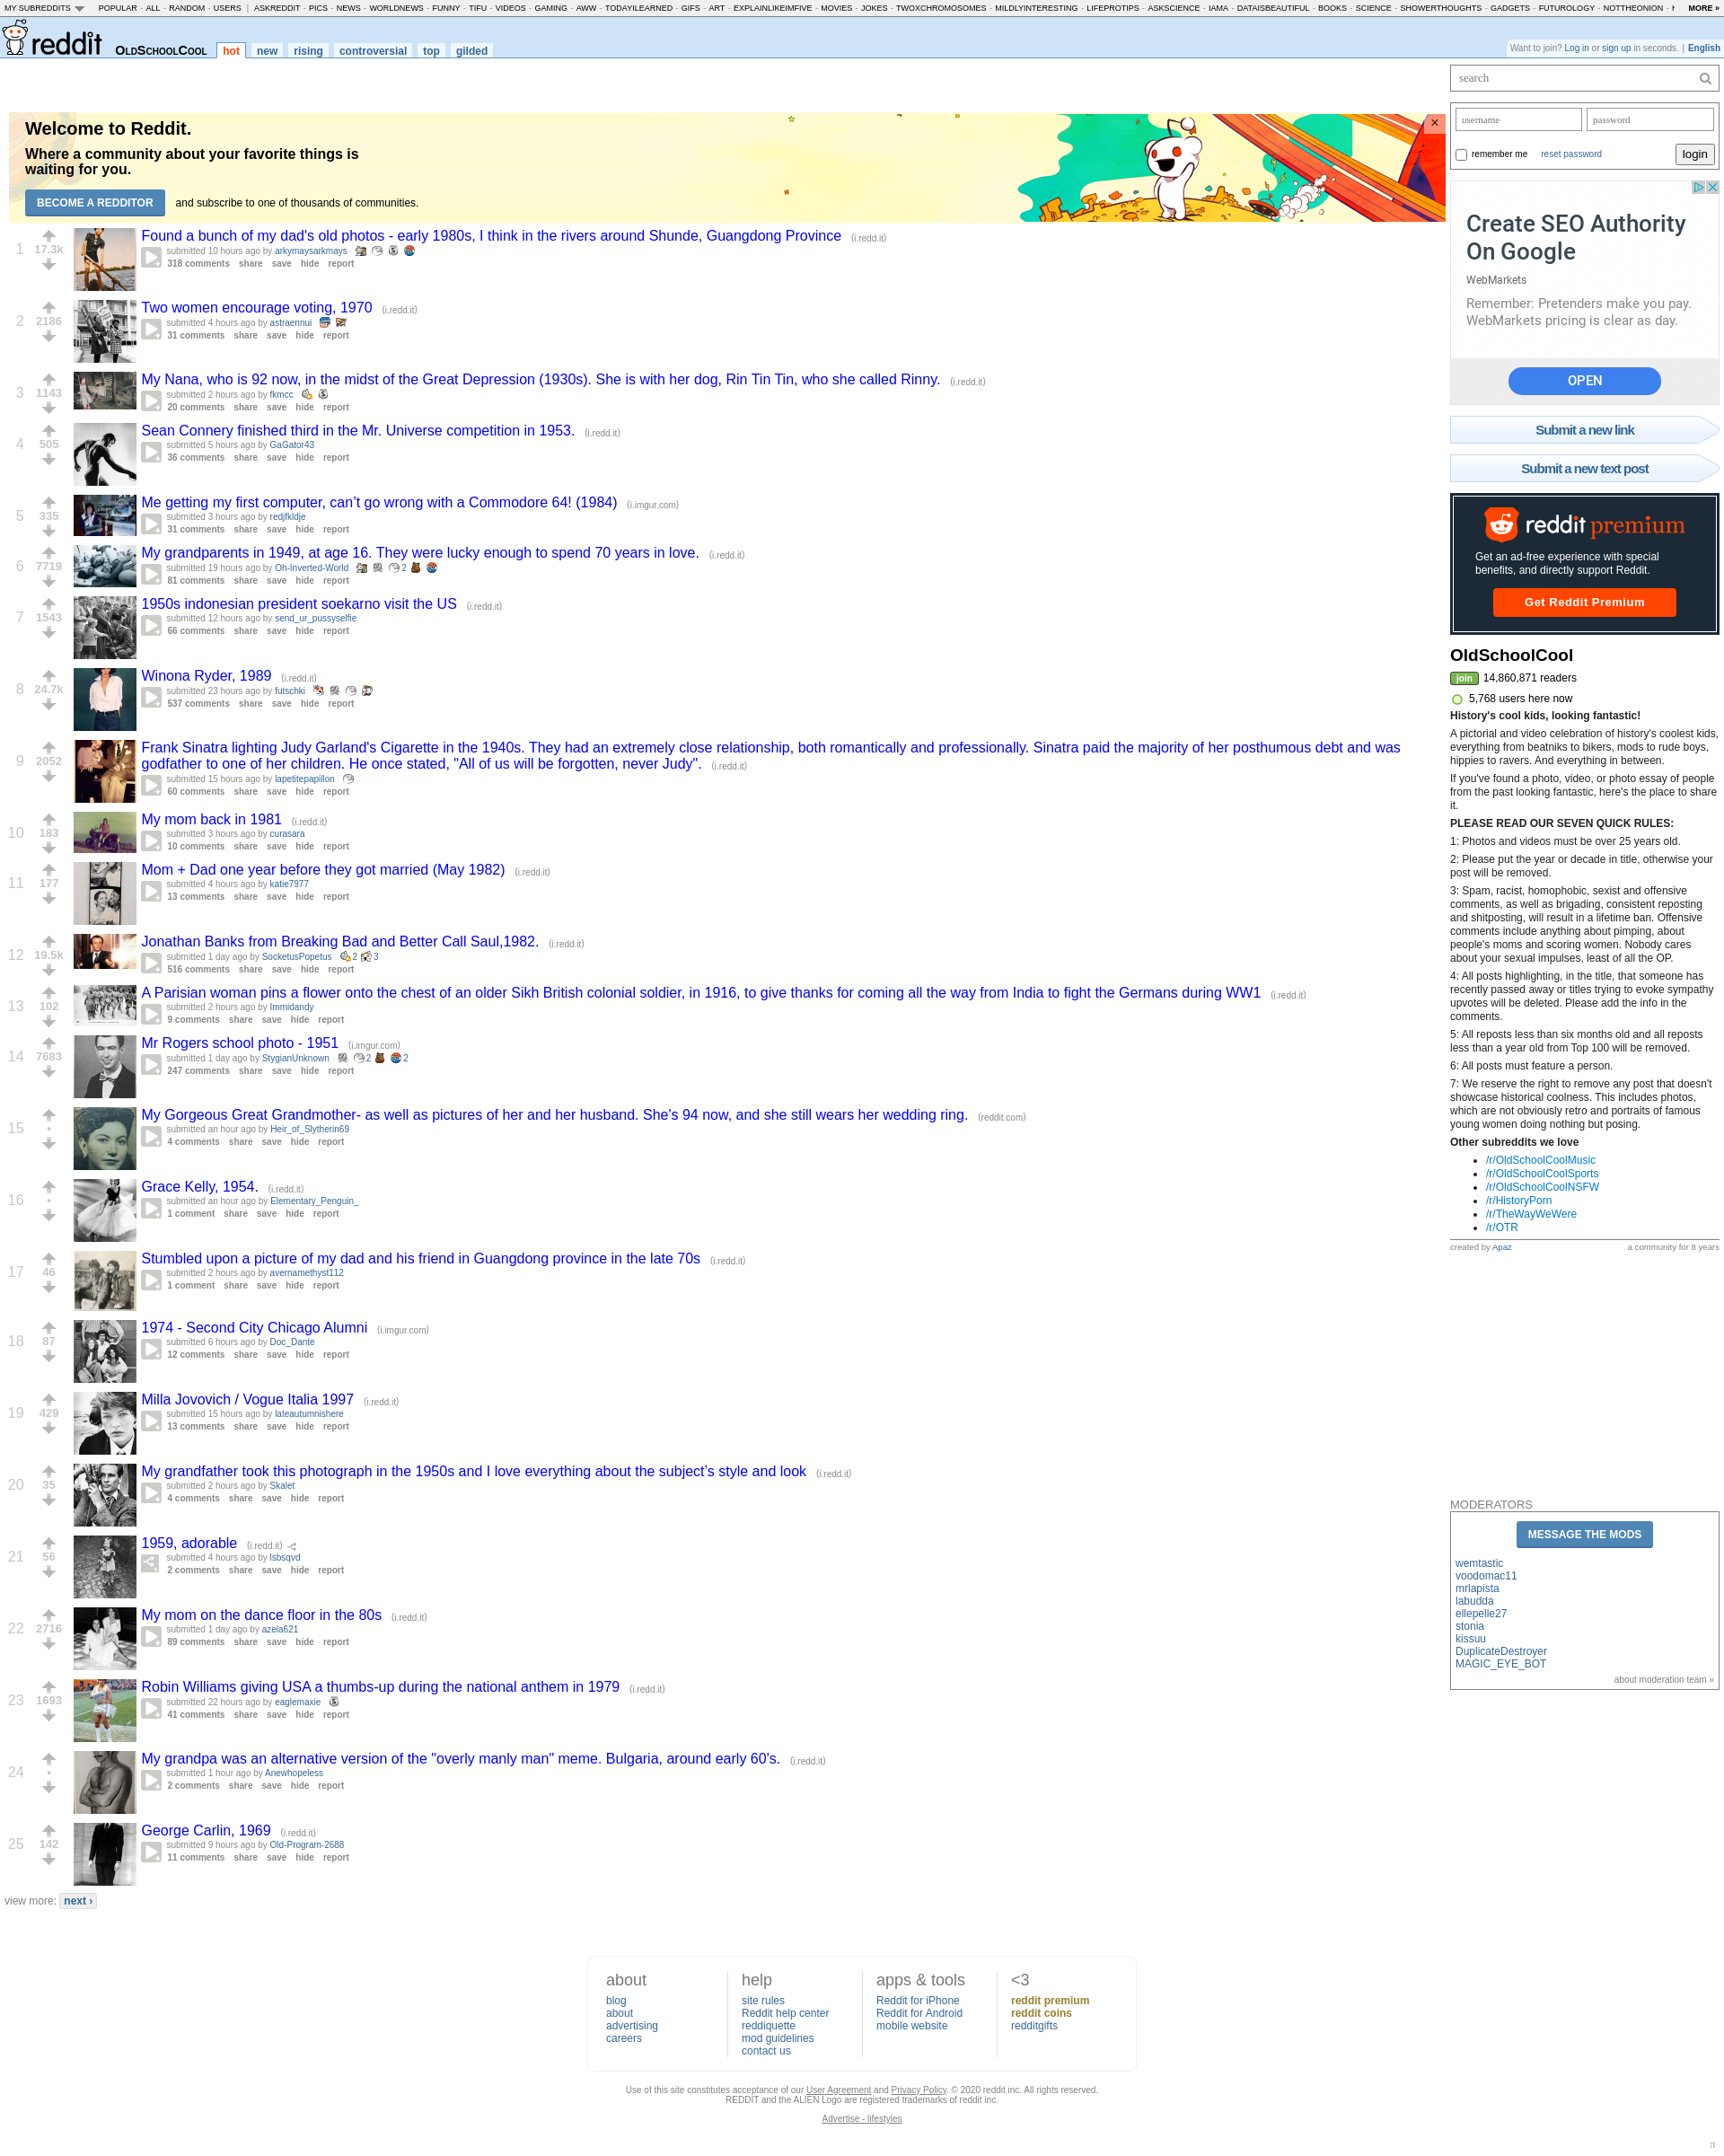 MY SUBREDDITS POPULAR - ALL - RANDOM - USERS | ASKREDDIT - PICS - NEWS - WORLDNEWS - FUNNY - TIFU - VIDEOS - GAMING - AWW - TODAYILEARNED - GIFS - ART - EXPLAINLIKEIMFIVE - MOVIES - JOKES - TWOXCHROMOSOMES - MILDLYINTERESTING - LIFEPROTIPS - ASKSCIENCE - IAMA - DATAISBEAUTIFUL - BOOKS - SCIENCE - SHOWERTHOUGHTS - GADGETS - FUTUROLOGY - NOTTHEONION - MORE »
reddit OLDSCHOOLCOOL hot new rising controversial top gilded
Want to join? Log in or sign up in seconds. | English
Welcome to Reddit.
Where a community about your favorite things is
waiting for you.
BECOME A REDDITOR and subscribe to one of thousands of communities.
×
1 17.3k
Found a bunch of my dad's old photos - early 1980s, I think in the rivers around Shunde, Guangdong Province (i.redd.it)
submitted 10 hours ago by arkymaysarkmays
318 comments share save hide report
2 2186
Two women encourage voting, 1970 (i.redd.it)
submitted 4 hours ago by astraennui
31 comments share save hide report
3 1143
My Nana, who is 92 now, in the midst of the Great Depression (1930s). She is with her dog, Rin Tin Tin, who she called Rinny. (i.redd.it)
submitted 2 hours ago by fkmcc
20 comments share save hide report
4 505
Sean Connery finished third in the Mr. Universe competition in 1953. (i.redd.it)
submitted 5 hours ago by GaGator43
36 comments share save hide report
5 335
Me getting my first computer, can’t go wrong with a Commodore 64! (1984) (i.imgur.com)
submitted 3 hours ago by redjfkldje
31 comments share save hide report
6 7719
My grandparents in 1949, at age 16. They were lucky enough to spend 70 years in love. (i.redd.it)
submitted 19 hours ago by Oh-Inverted-World 2
81 comments share save hide report
7 1543
1950s indonesian president soekarno visit the US (i.redd.it)
submitted 12 hours ago by send_ur_pussyselfie
66 comments share save hide report
8 24.7k
Winona Ryder, 1989 (i.redd.it)
submitted 23 hours ago by futschki
537 comments share save hide report
9 2052
Frank Sinatra lighting Judy Garland's Cigarette in the 1940s. They had an extremely close relationship, both romantically and professionally. Sinatra paid the majority of her posthumous debt and was
godfather to one of her children. He once stated, "All of us will be forgotten, never Judy". (i.redd.it)
submitted 15 hours ago by lapetitepapillon
60 comments share save hide report
10 183
My mom back in 1981 (i.redd.it)
submitted 3 hours ago by curasara
10 comments share save hide report
11 177
Mom + Dad one year before they got married (May 1982) (i.redd.it)
submitted 4 hours ago by katie7977
13 comments share save hide report
12 19.5k
Jonathan Banks from Breaking Bad and Better Call Saul,1982. (i.redd.it)
submitted 1 day ago by SocketusPopetus 2 3
516 comments share save hide report
13 102
A Parisian woman pins a flower onto the chest of an older Sikh British colonial soldier, in 1916, to give thanks for coming all the way from India to fight the Germans during WW1 (i.redd.it)
submitted 2 hours ago by Immidandy
9 comments share save hide report
14 7683
Mr Rogers school photo - 1951 (i.imgur.com)
submitted 1 day ago by StygianUnknown 2 2
247 comments share save hide report
15 •
My Gorgeous Great Grandmother- as well as pictures of her and her husband. She's 94 now, and she still wears her wedding ring. (reddit.com)
submitted an hour ago by Heir_of_Slytherin69
4 comments share save hide report
16 •
Grace Kelly, 1954. (i.redd.it)
submitted an hour ago by Elementary_Penguin_
1 comment share save hide report
17 46
Stumbled upon a picture of my dad and his friend in Guangdong province in the late 70s (i.redd.it)
submitted 2 hours ago by avernamethyst112
1 comment share save hide report
18 87
1974 - Second City Chicago Alumni (i.imgur.com)
submitted 6 hours ago by Doc_Dante
12 comments share save hide report
19 429
Milla Jovovich / Vogue Italia 1997 (i.redd.it)
submitted 15 hours ago by lateautumnishere
13 comments share save hide report
20 35
My grandfather took this photograph in the 1950s and I love everything about the subject’s style and look (i.redd.it)
submitted 2 hours ago by Skalet
4 comments share save hide report
21 56
1959, adorable (i.redd.it)
submitted 4 hours ago by lsbsqvd
2 comments share save hide report
22 2716
My mom on the dance floor in the 80s (i.redd.it)
submitted 1 day ago by azela621
89 comments share save hide report
23 1693
Robin Williams giving USA a thumbs-up during the national anthem in 1979 (i.redd.it)
submitted 22 hours ago by eaglemaxie
41 comments share save hide report
24 •
My grandpa was an alternative version of the "overly manly man" meme. Bulgaria, around early 60's. (i.redd.it)
submitted 1 hour ago by Anewhopeless
2 comments share save hide report
25 142
George Carlin, 1969 (i.redd.it)
submitted 9 hours ago by Old-Program-2688
11 comments share save hide report
view more: next ›
search
username password
remember me reset password login
Create SEO Authority
On Google
WebMarkets
Remember: Pretenders make you pay.
WebMarkets pricing is clear as day.
OPEN
Submit a new link
Submit a new text post
reddit premium
Get an ad-free experience with special
benefits, and directly support Reddit.
Get Reddit Premium
OldSchoolCool
join 14,860,871 readers
5,768 users here now
History's cool kids, looking fantastic!
A pictorial and video celebration of history's coolest kids,
everything from beatniks to bikers, mods to rude boys,
hippies to ravers. And everything in between.
If you've found a photo, video, or photo essay of people
from the past looking fantastic, here's the place to share
it.
PLEASE READ OUR SEVEN QUICK RULES:
1: Photos and videos must be over 25 years old.
2: Please put the year or decade in title, otherwise your
post will be removed.
3: Spam, racist, homophobic, sexist and offensive
comments, as well as brigading, consistent reposting
and shitposting, will result in a lifetime ban. Offensive
comments include anything about pimping, about
people's moms and scoring women. Nobody cares
about your sexual impulses, least of all the OP.
4: All posts highlighting, in the title, that someone has
recently passed away or titles trying to evoke sympathy
upvotes will be deleted. Please add the info in the
comments.
5: All reposts less than six months old and all reposts
less than a year old from Top 100 will be removed.
6: All posts must feature a person.
7: We reserve the right to remove any post that doesn't
showcase historical coolness. This includes photos,
which are not obviously retro and portraits of famous
young women doing nothing but posing.
Other subreddits we love
• /r/OldSchoolCoolMusic
• /r/OldSchoolCoolSports
• /r/OldSchoolCoolNSFW
• /r/HistoryPorn
• /r/TheWayWeWere
• /r/OTR
created by Apaz a community for 8 years
MODERATORS
MESSAGE THE MODS
wemtastic
voodomac11
mrlapista
labudda
ellepelle27
stonia
kissuu
DuplicateDestroyer
MAGIC_EYE_BOT
about moderation team »
about
blog
about
advertising
careers
help
site rules
Reddit help center
reddiquette
mod guidelines
contact us
apps & tools
Reddit for iPhone
Reddit for Android
mobile website
<3
reddit premium
reddit coins
redditgifts
Use of this site constitutes acceptance of our User Agreement and Privacy Policy. © 2020 reddit inc. All rights reserved.
REDDIT and the ALIEN Logo are registered trademarks of reddit inc.
Advertise - lifestyles
π